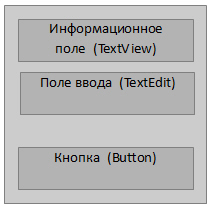 Информационное
поле (TextView)
Поле ввода (TextEdit)
Кнопка (Button)